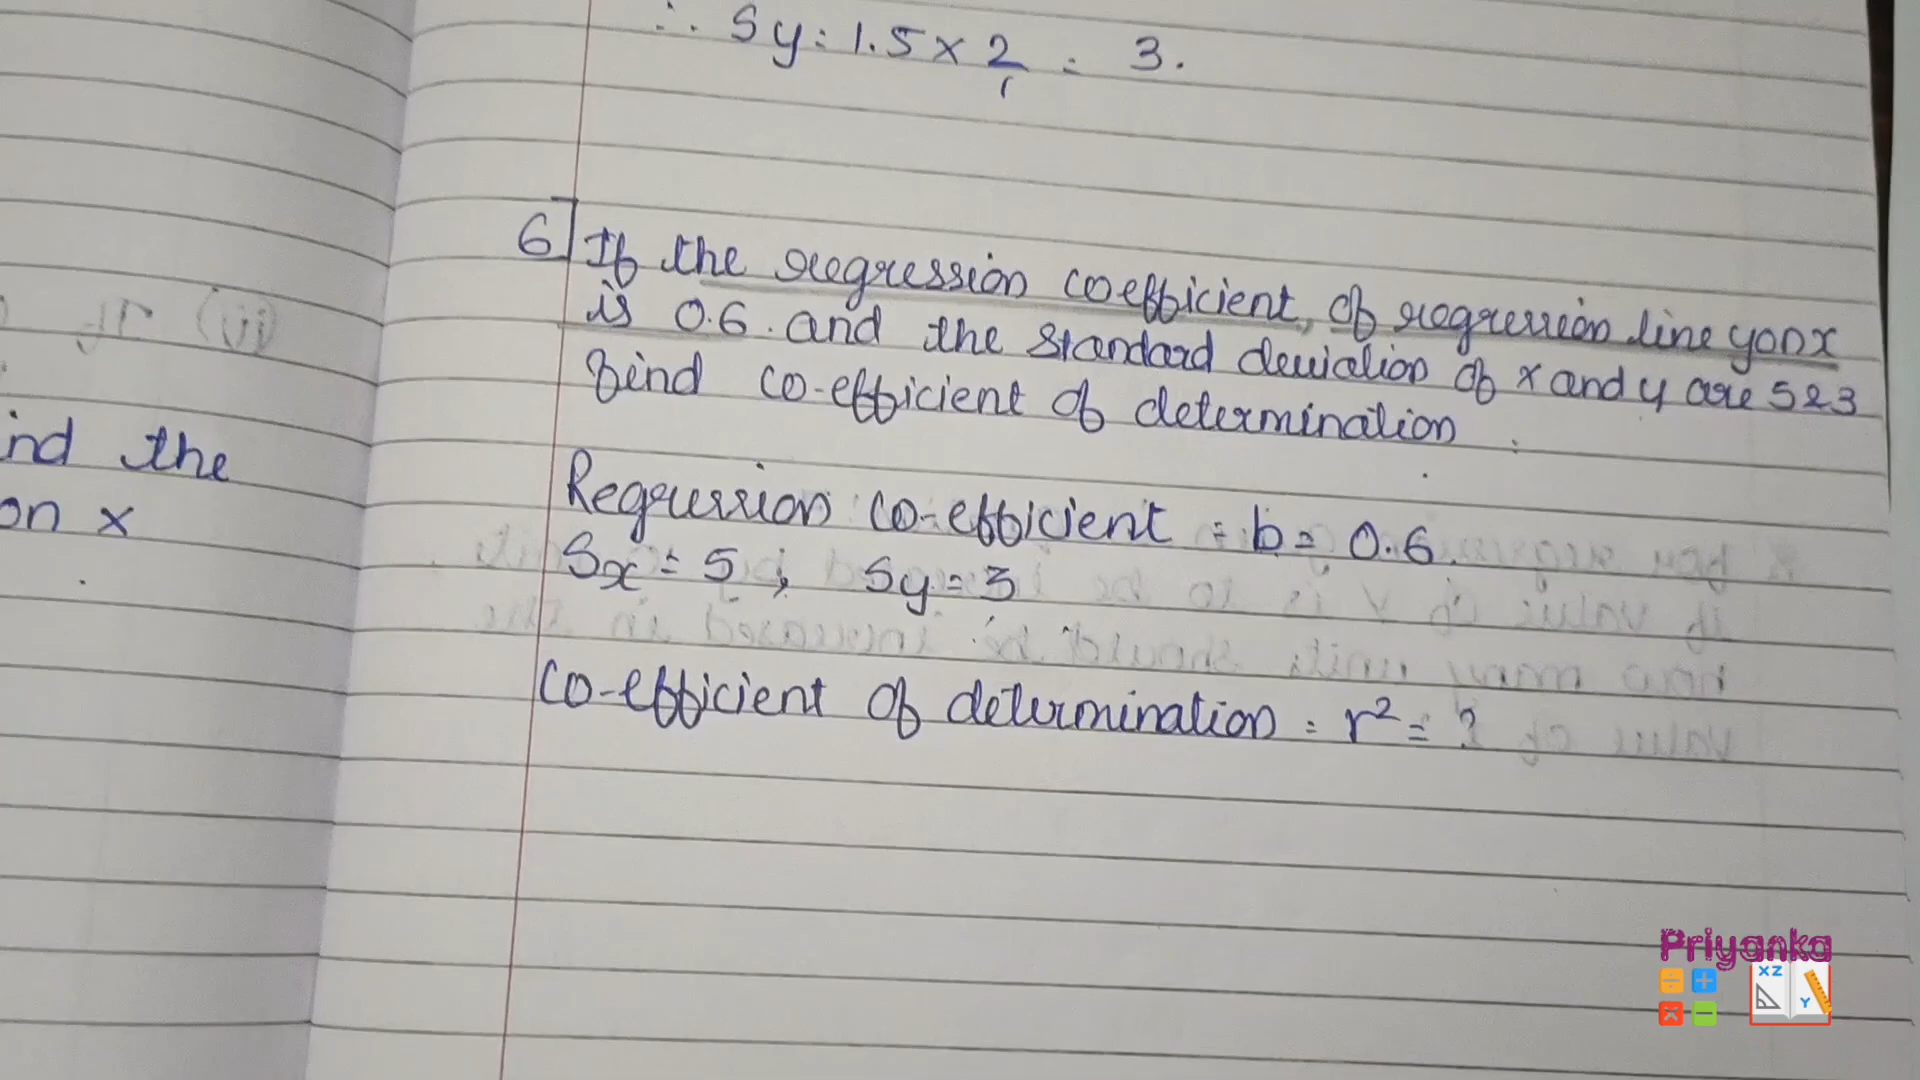 ∴ Sy = 1.5 × 2/1 = 3.
6] If the regression coefficient, of regression line y on x
is 0.6. and the standard deviation of x and y are 5 & 3
find co-efficient of determination.
Regression co-efficient = b = 0.6.
Sx = 5 ; Sy = 3
co-efficient of determination = r² = ?
ind the
on x
Priyanka
XZ
Y